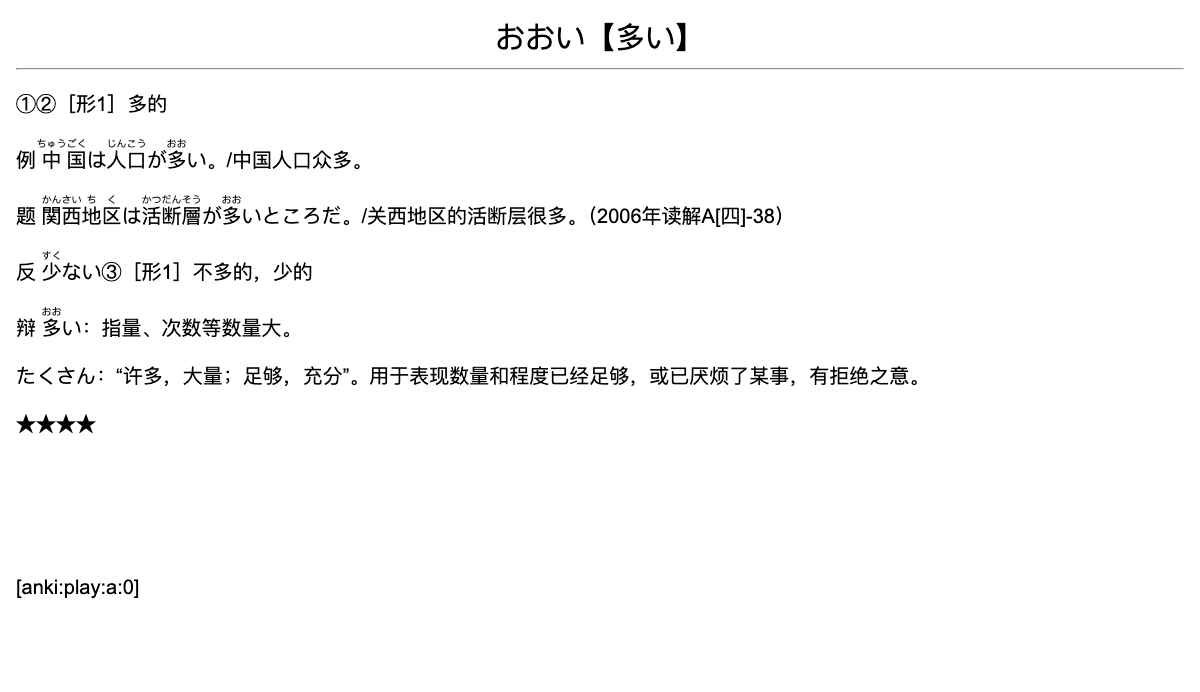 おおい【多い】
①②［形1］多的
例 中国は人口が多い。/中国人口众多。
ちゅうごく じんこう おお
题 関西地区は活断層が多いところだ。/关西地区的活断层很多。（2006年读解A[四]-38）
かんさい ち く かつだんそう おお
反 少ない③［形1］不多的，少的
すく
辩 多い：指量、次数等数量大。
おお
たくさん：“许多，大量；足够，充分”。用于表现数量和程度已经足够，或已厌烦了某事，有拒绝之意。
★★★★
[anki:play:a:0]